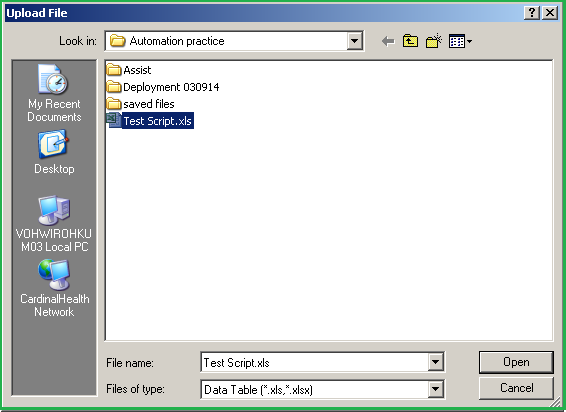 Upload File
Look in:
Automation practice
My Recent
Documents
Desktop
VOHWIROHKU
M03 Local PC
CardinalHealth
Network
Assist
Deployment 030914
saved files
Test Script.xls
File name:
Test Script.xls
Open
Files of type:
Data Table (*.xls,*.xlsx)
Cancel